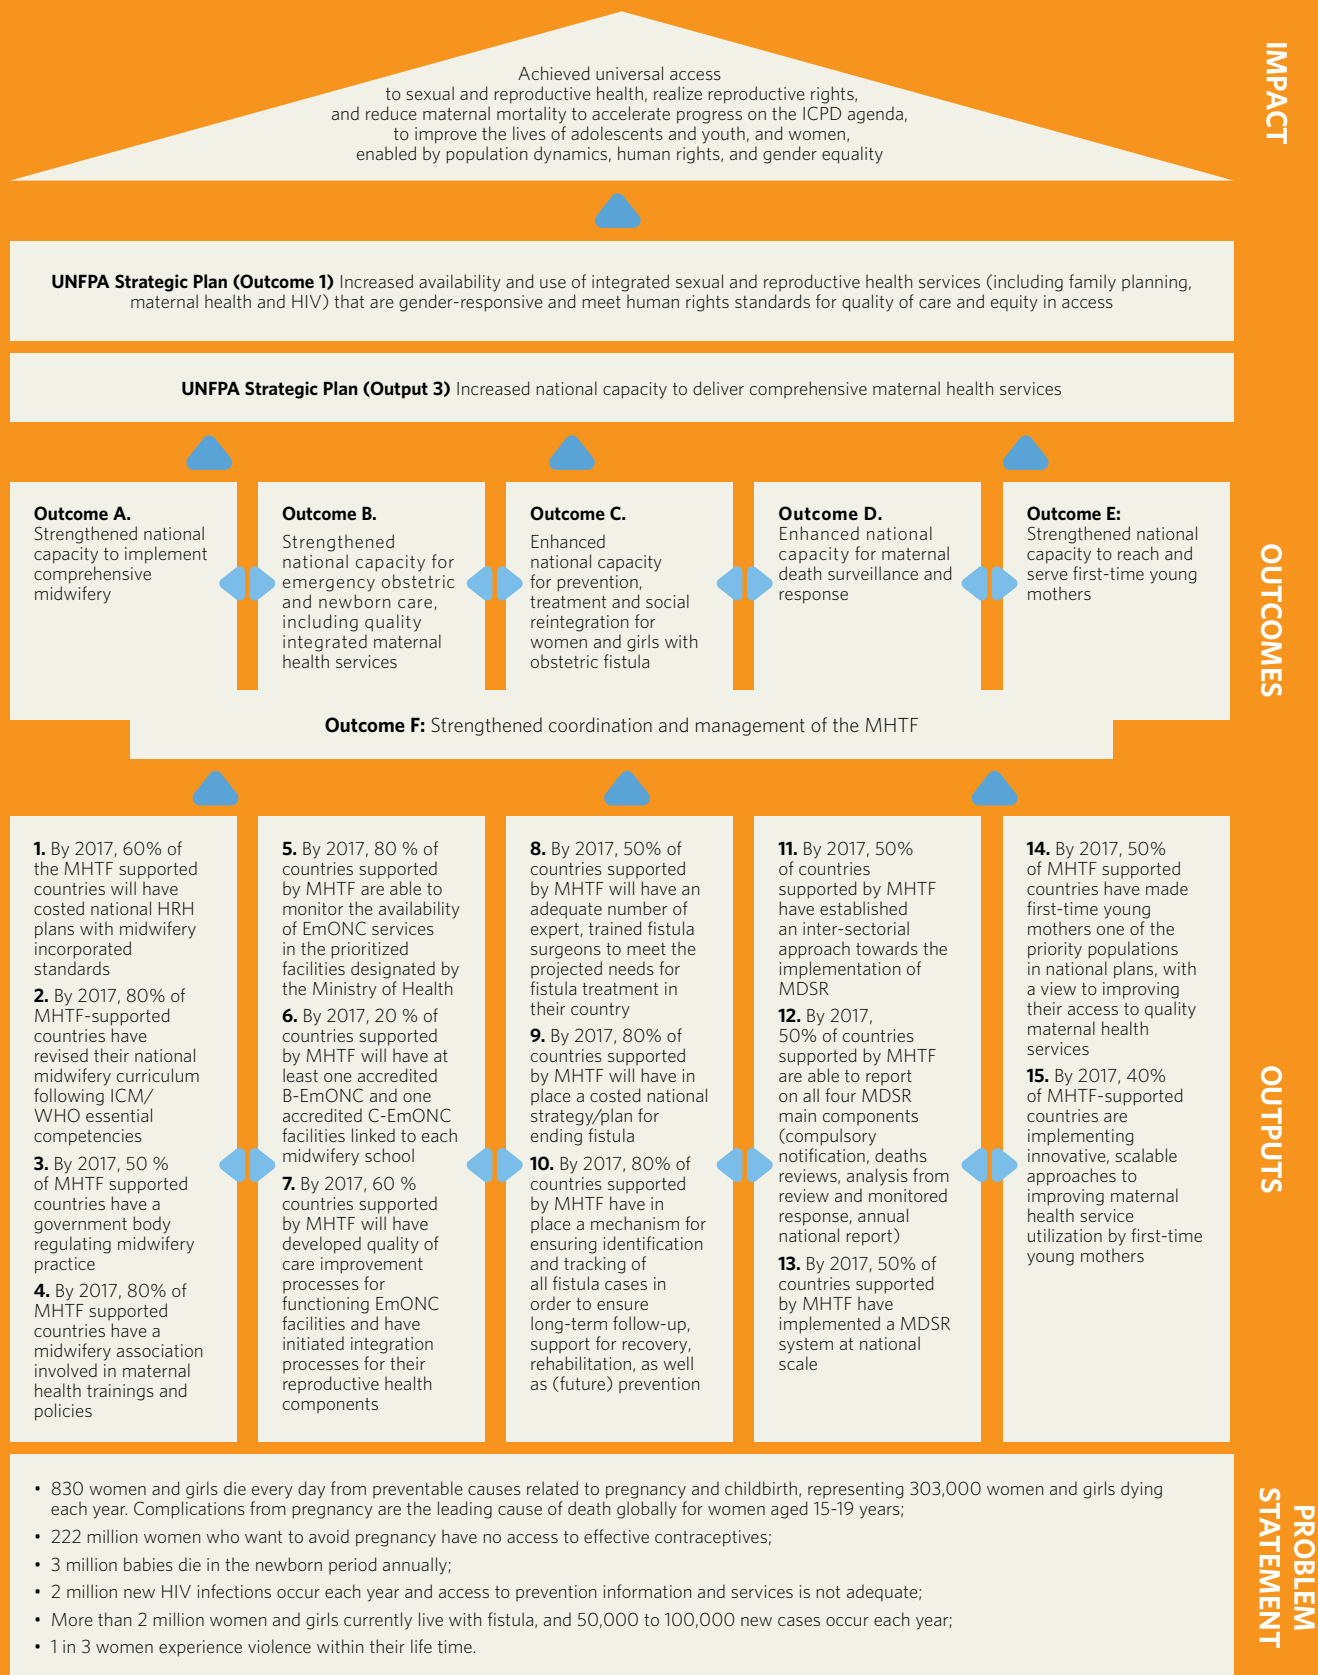 IMPACT
Achieved universal access
to sexual and reproductive health, realize reproductive rights,
and reduce maternal mortality to accelerate progress on the ICPD agenda,
to improve the lives of adolescents and youth, and women,
enabled by population dynamics, human rights, and gender equality
UNFPA Strategic Plan (Outcome 1) Increased availability and use of integrated sexual and reproductive health services (including family planning,
maternal health and HIV) that are gender-responsive and meet human rights standards for quality of care and equity in access
UNFPA Strategic Plan (Output 3) Increased national capacity to deliver comprehensive maternal health services
OUTCOMES
Outcome A.
Strengthened national
capacity to implement
comprehensive
midwifery
Outcome B.
Strengthened
national capacity for
emergency obstetric
and newborn care,
including quality
integrated maternal
health services
Outcome C.
Enhanced
national capacity
for prevention,
treatment and social
reintegration for
women and girls with
obstetric fistula
Outcome D.
Enhanced national
capacity for maternal
death surveillance and
response
Outcome E:
Strengthened national
capacity to reach and
serve first-time young
mothers
Outcome F: Strengthened coordination and management of the MHTF
OUTPUTS
1. By 2017, 60% of
the MHTF supported
countries will have
costed national HRH
plans with midwifery
incorporated
standards
2. By 2017, 80% of
MHTF-supported
countries have
revised their national
midwifery curriculum
following ICM/
WHO essential
competencies
3. By 2017, 50 %
of MHTF supported
countries have a
government body
regulating midwifery
practice
4. By 2017, 80% of
MHTF supported
countries have a
midwifery association
involved in maternal
health trainings and
policies
5. By 2017, 80 % of
countries supported
by MHTF are able to
monitor the availability
of EmONC services
in the prioritized
facilities designated by
the Ministry of Health
6. By 2017, 20 % of
countries supported
by MHTF will have at
least one accredited
B-EmONC and one
accredited C-EmONC
facilities linked to each
midwifery school
7. By 2017, 60 %
countries supported
by MHTF will have
developed quality of
care improvement
processes for
functioning EmONC
facilities and have
initiated integration
processes for their
reproductive health
components
8. By 2017, 50% of
countries supported
by MHTF will have an
adequate number of
expert, trained fistula
surgeons to meet the
projected needs for
fistula treatment in
their country
9. By 2017, 80% of
countries supported
by MHTF will have in
place a costed national
strategy/plan for
ending fistula
10. By 2017, 80% of
countries supported
by MHTF have in
place a mechanism for
ensuring identification
and tracking of
all fistula cases in
order to ensure
long-term follow-up,
support for recovery,
rehabilitation, as well
as (future) prevention
11. By 2017, 50%
of countries
supported by MHTF
have established
an inter-sectorial
approach towards the
implementation of
MDSR
12. By 2017,
50% of countries
supported by MHTF
are able to report
on all four MDSR
main components
(compulsory
notification, deaths
reviews, analysis from
review and monitored
response, annual
national report)
13. By 2017, 50% of
countries supported
by MHTF have
implemented a MDSR
system at national
scale
14. By 2017, 50%
of MHTF supported
countries have made
first-time young
mothers one of the
priority populations
in national plans, with
a view to improving
their access to quality
maternal health
services
15. By 2017, 40%
of MHTF-supported
countries are
implementing
innovative, scalable
approaches to
improving maternal
health service
utilization by first-time
young mothers
PROBLEM
STATEMENT
• 830 women and girls die every day from preventable causes related to pregnancy and childbirth, representing 303,000 women and girls dying
each year. Complications from pregnancy are the leading cause of death globally for women aged 15-19 years;
• 222 million women who want to avoid pregnancy have no access to effective contraceptives;
• 3 million babies die in the newborn period annually;
• 2 million new HIV infections occur each year and access to prevention information and services is not adequate;
• More than 2 million women and girls currently live with fistula, and 50,000 to 100,000 new cases occur each year;
• 1 in 3 women experience violence within their life time.